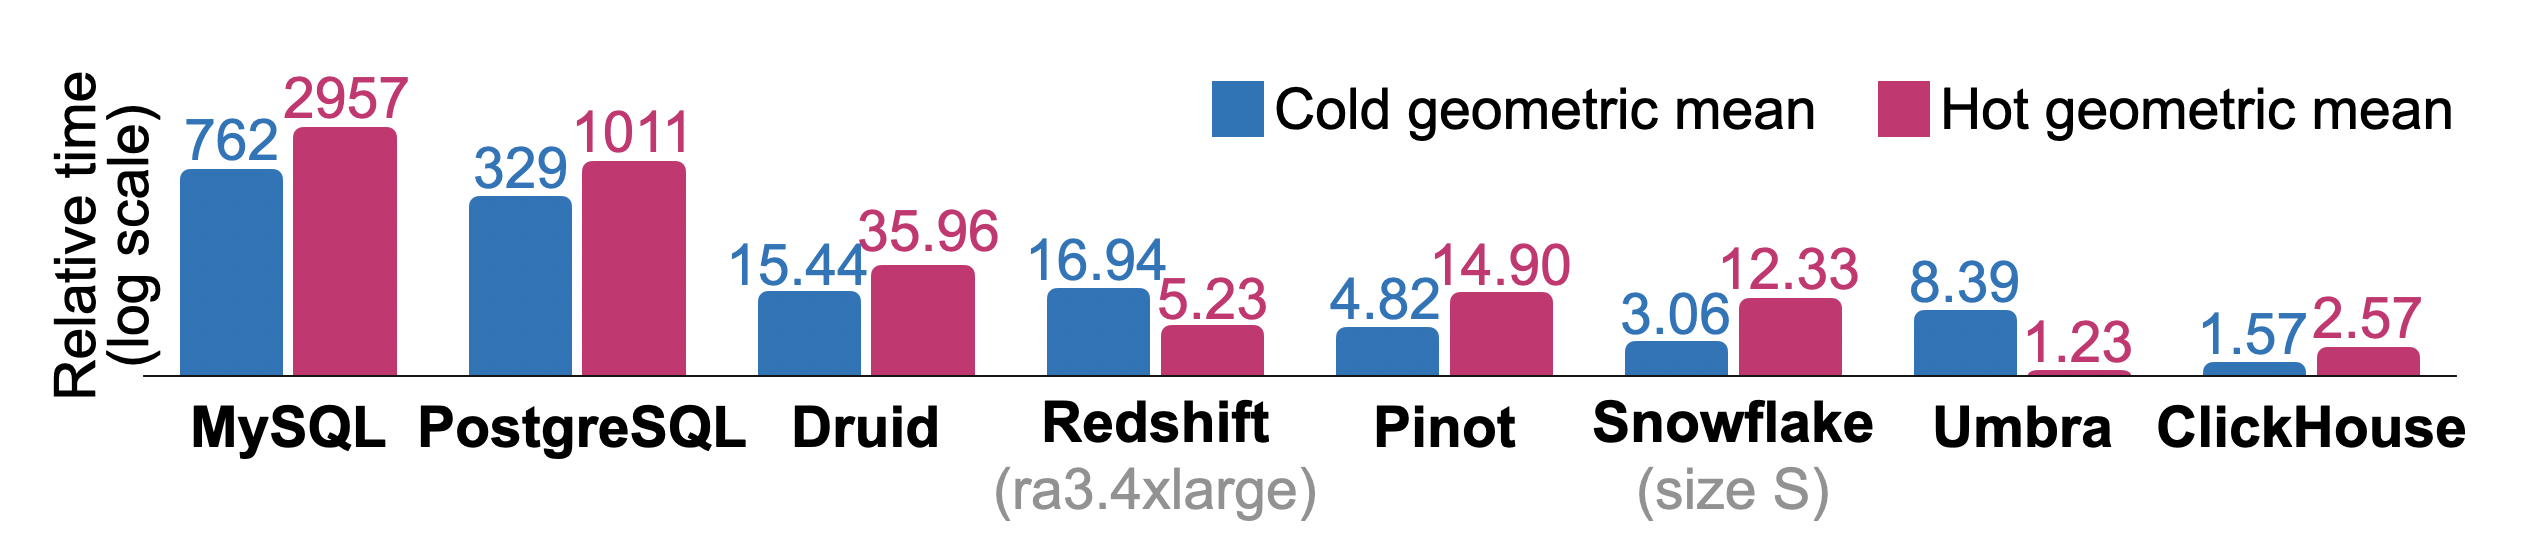 Relative time
(log scale)
Cold geometric mean
Hot geometric mean
762
2957
329
1011
15.44
35.96
16.94
5.23
4.82
14.90
3.06
12.33
8.39
1.23
1.57
2.57
MySQL
PostgreSQL
Druid
Redshift
(ra3.4xlarge)
Pinot
Snowflake
(size S)
Umbra
ClickHouse